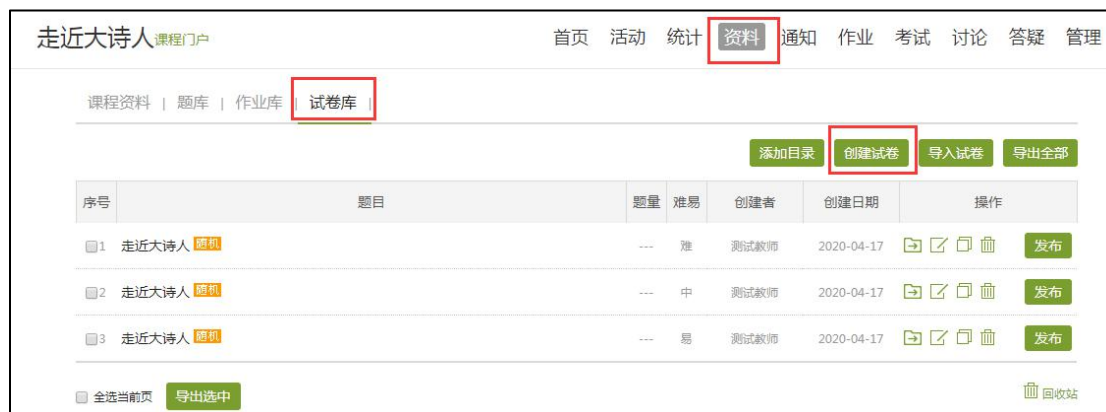 走近大诗人课程门户 首页 活动 统计 资料 通知 作业 考试 讨论 答疑 管理
课程资料 | 题库 | 作业库 | 试卷库 |
添加目录 创建试卷 导入试卷 导出全部
序号 题目 题量 难易 创建者 创建日期 操作
1 走近大诗人 随机 --- 难 测试教师 2020-04-17 发布
2 走近大诗人 随机 --- 中 测试教师 2020-04-17 发布
3 走近大诗人 随机 --- 易 测试教师 2020-04-17 发布
全选当前页 导出选中 回收站